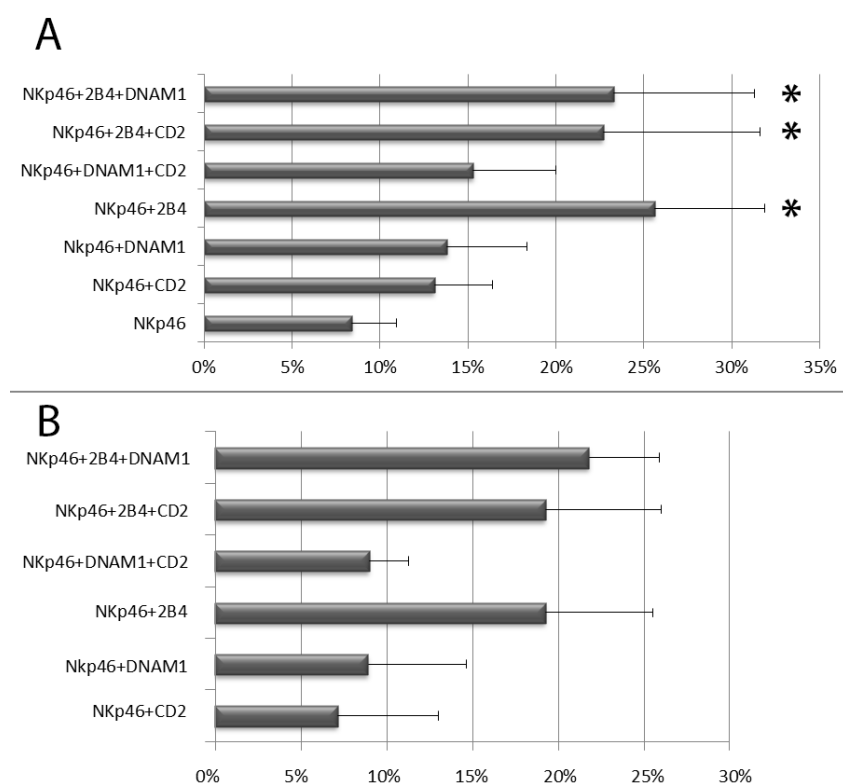 A
NKp46+2B4+DNAM1
*
NKp46+2B4+CD2
*
NKp46+DNAM1+CD2
NKp46+2B4
*
Nkp46+DNAM1
NKp46+CD2
NKp46
0% 5% 10% 15% 20% 25% 30% 35%
B
NKp46+2B4+DNAM1
NKp46+2B4+CD2
NKp46+DNAM1+CD2
NKp46+2B4
Nkp46+DNAM1
NKp46+CD2
0% 5% 10% 15% 20% 25% 30%